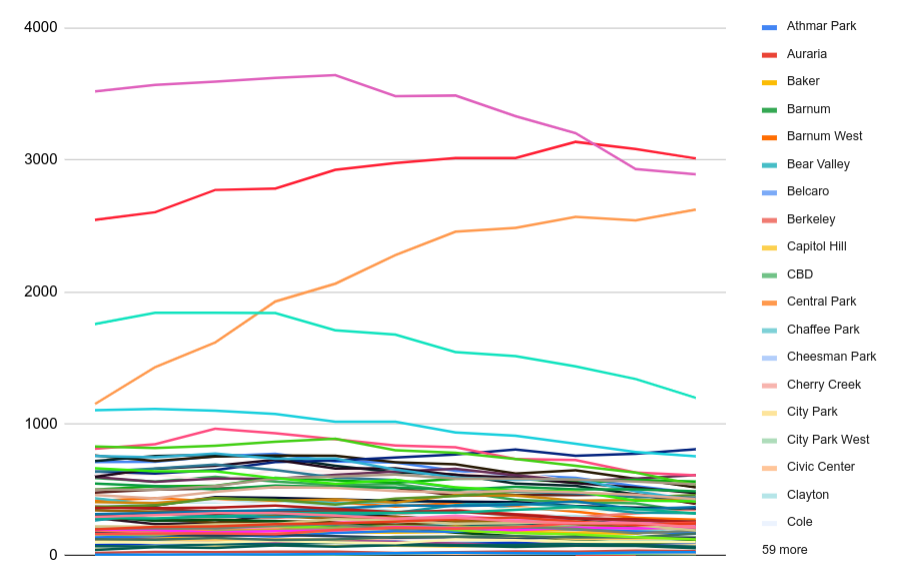 4000
3000
2000
1000
0
Athmar Park
Auraria
Baker
Barnum
Barnum West
Bear Valley
Belcaro
Berkeley
Capitol Hill
CBD
Central Park
Chaffee Park
Cheesman Park
Cherry Creek
City Park
City Park West
Civic Center
Clayton
Cole
59 more